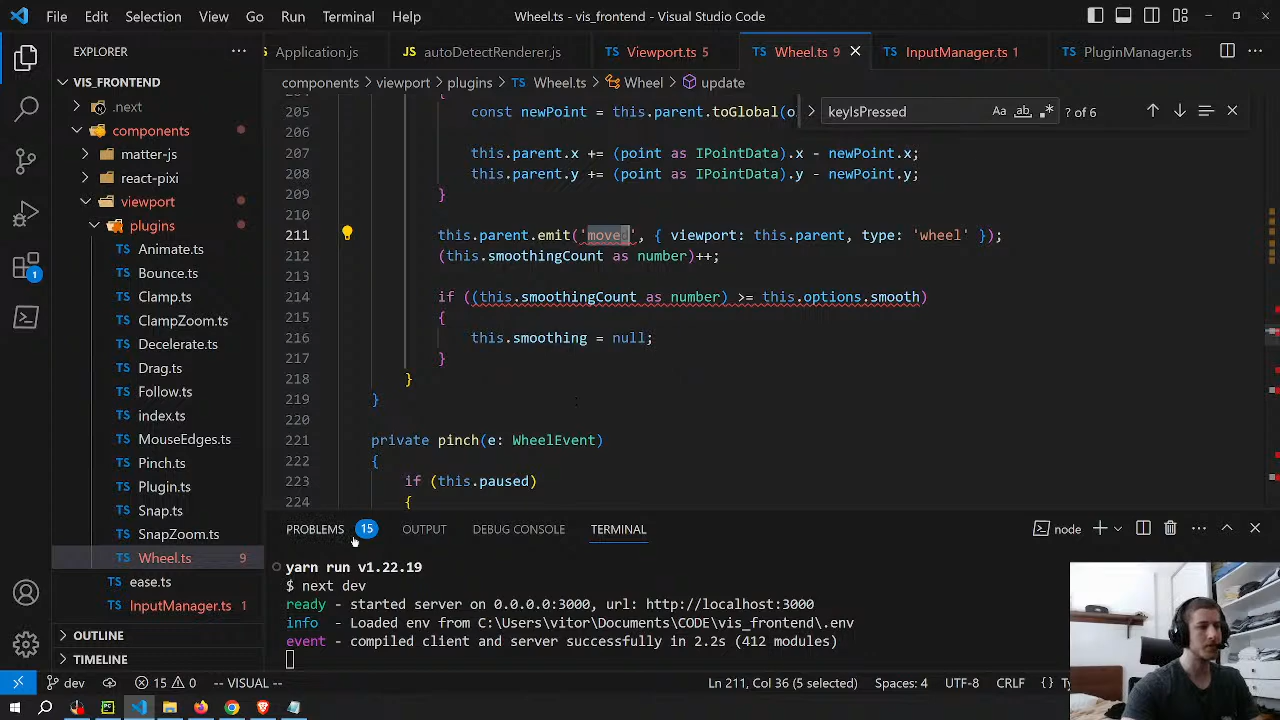 File Edit Selection View Go Run Terminal Help
Wheel.ts - vis_frontend - Visual Studio Code
EXPLORER
Application.js
autoDetectRenderer.js
Viewport.ts 5
Wheel.ts 9
InputManager.ts 1
PluginManager.ts
components > viewport > plugins > Wheel.ts > Wheel > update
keyIsPressed
Aa
ab
? of 6
VIS_FRONTEND
.next
components
matter-js
react-pixi
viewport
plugins
Animate.ts
Bounce.ts
Clamp.ts
ClampZoom.ts
Decelerate.ts
Drag.ts
Follow.ts
index.ts
MouseEdges.ts
Pinch.ts
Plugin.ts
Snap.ts
SnapZoom.ts
Wheel.ts 9
ease.ts
InputManager.ts 1
OUTLINE
TIMELINE
204 {
205 const newPoint = this.parent.toGlobal(o
206
207 this.parent.x += (point as IPointData).x - newPoint.x;
208 this.parent.y += (point as IPointData).y - newPoint.y;
209 }
210
211 this.parent.emit('moved', { viewport: this.parent, type: 'wheel' });
212 (this.smoothingCount as number)++;
213
214 if ((this.smoothingCount as number) >= this.options.smooth)
215 {
216 this.smoothing = null;
217 }
218 }
219 }
220
221 private pinch(e: WheelEvent)
222 {
223 if (this.paused)
224 {
PROBLEMS 15 OUTPUT DEBUG CONSOLE TERMINAL
node
yarn run v1.22.19
$ next dev
ready - started server on 0.0.0.0:3000, url: http://localhost:3000
info - Loaded env from C:\Users\vitor\Documents\CODE\vis_frontend\.env
event - compiled client and server successfully in 2.2s (412 modules)
1
dev
15 0
-- VISUAL --
Ln 211, Col 36 (5 selected)
Spaces: 4
UTF-8
CRLF
{ }